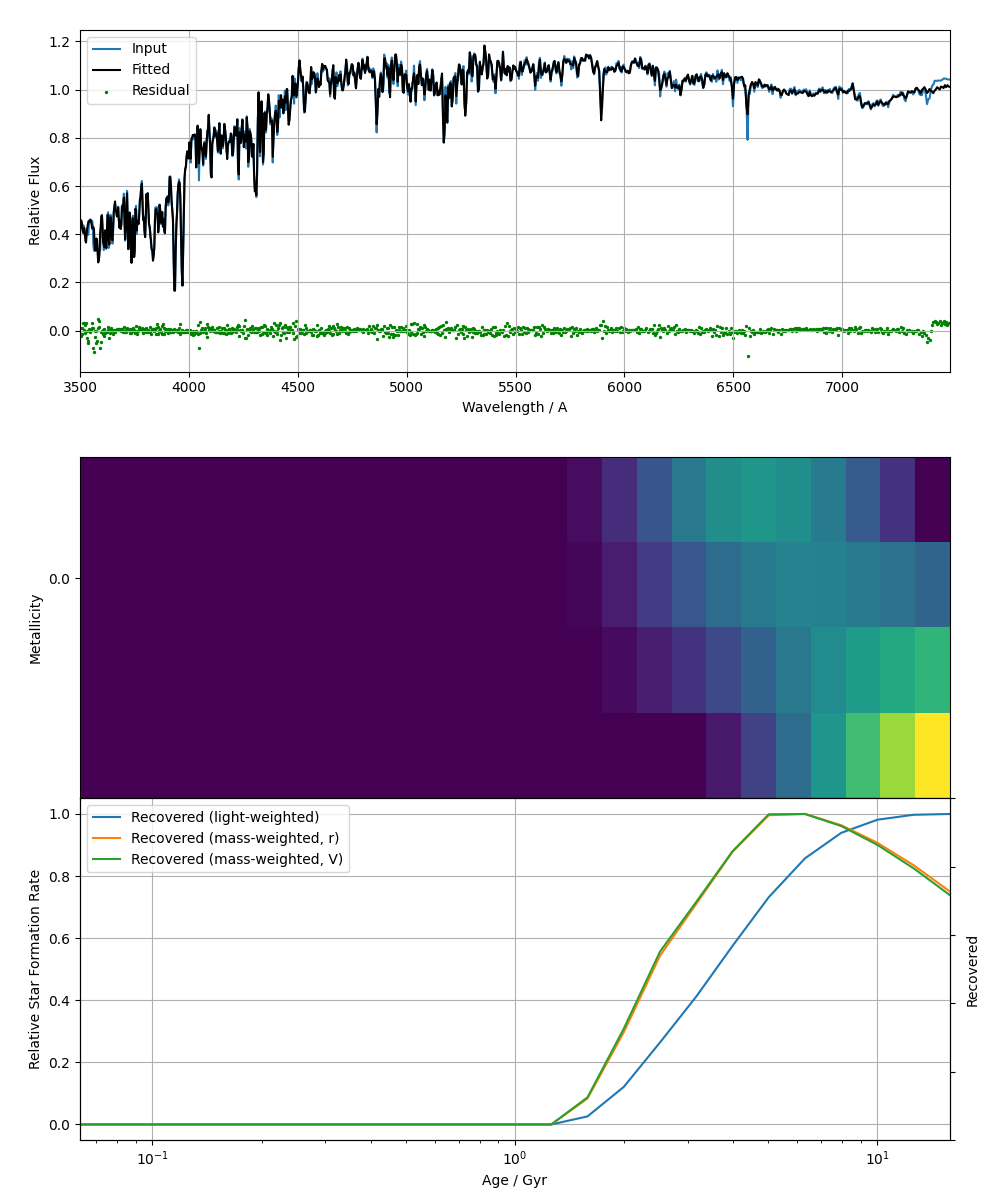 1.2
1.0
0.8
0.6
0.4
0.2
0.0
Relative Flux
Input
Fitted
Residual
3500
4000
4500
5000
5500
6000
6500
7000
Wavelength / A
0.0
Metallicity
1.0
0.8
0.6
0.4
0.2
0.0
Relative Star Formation Rate
Recovered (light-weighted)
Recovered (mass-weighted, r)
Recovered (mass-weighted, V)
Recovered
10⁻¹
10⁰
10¹
Age / Gyr